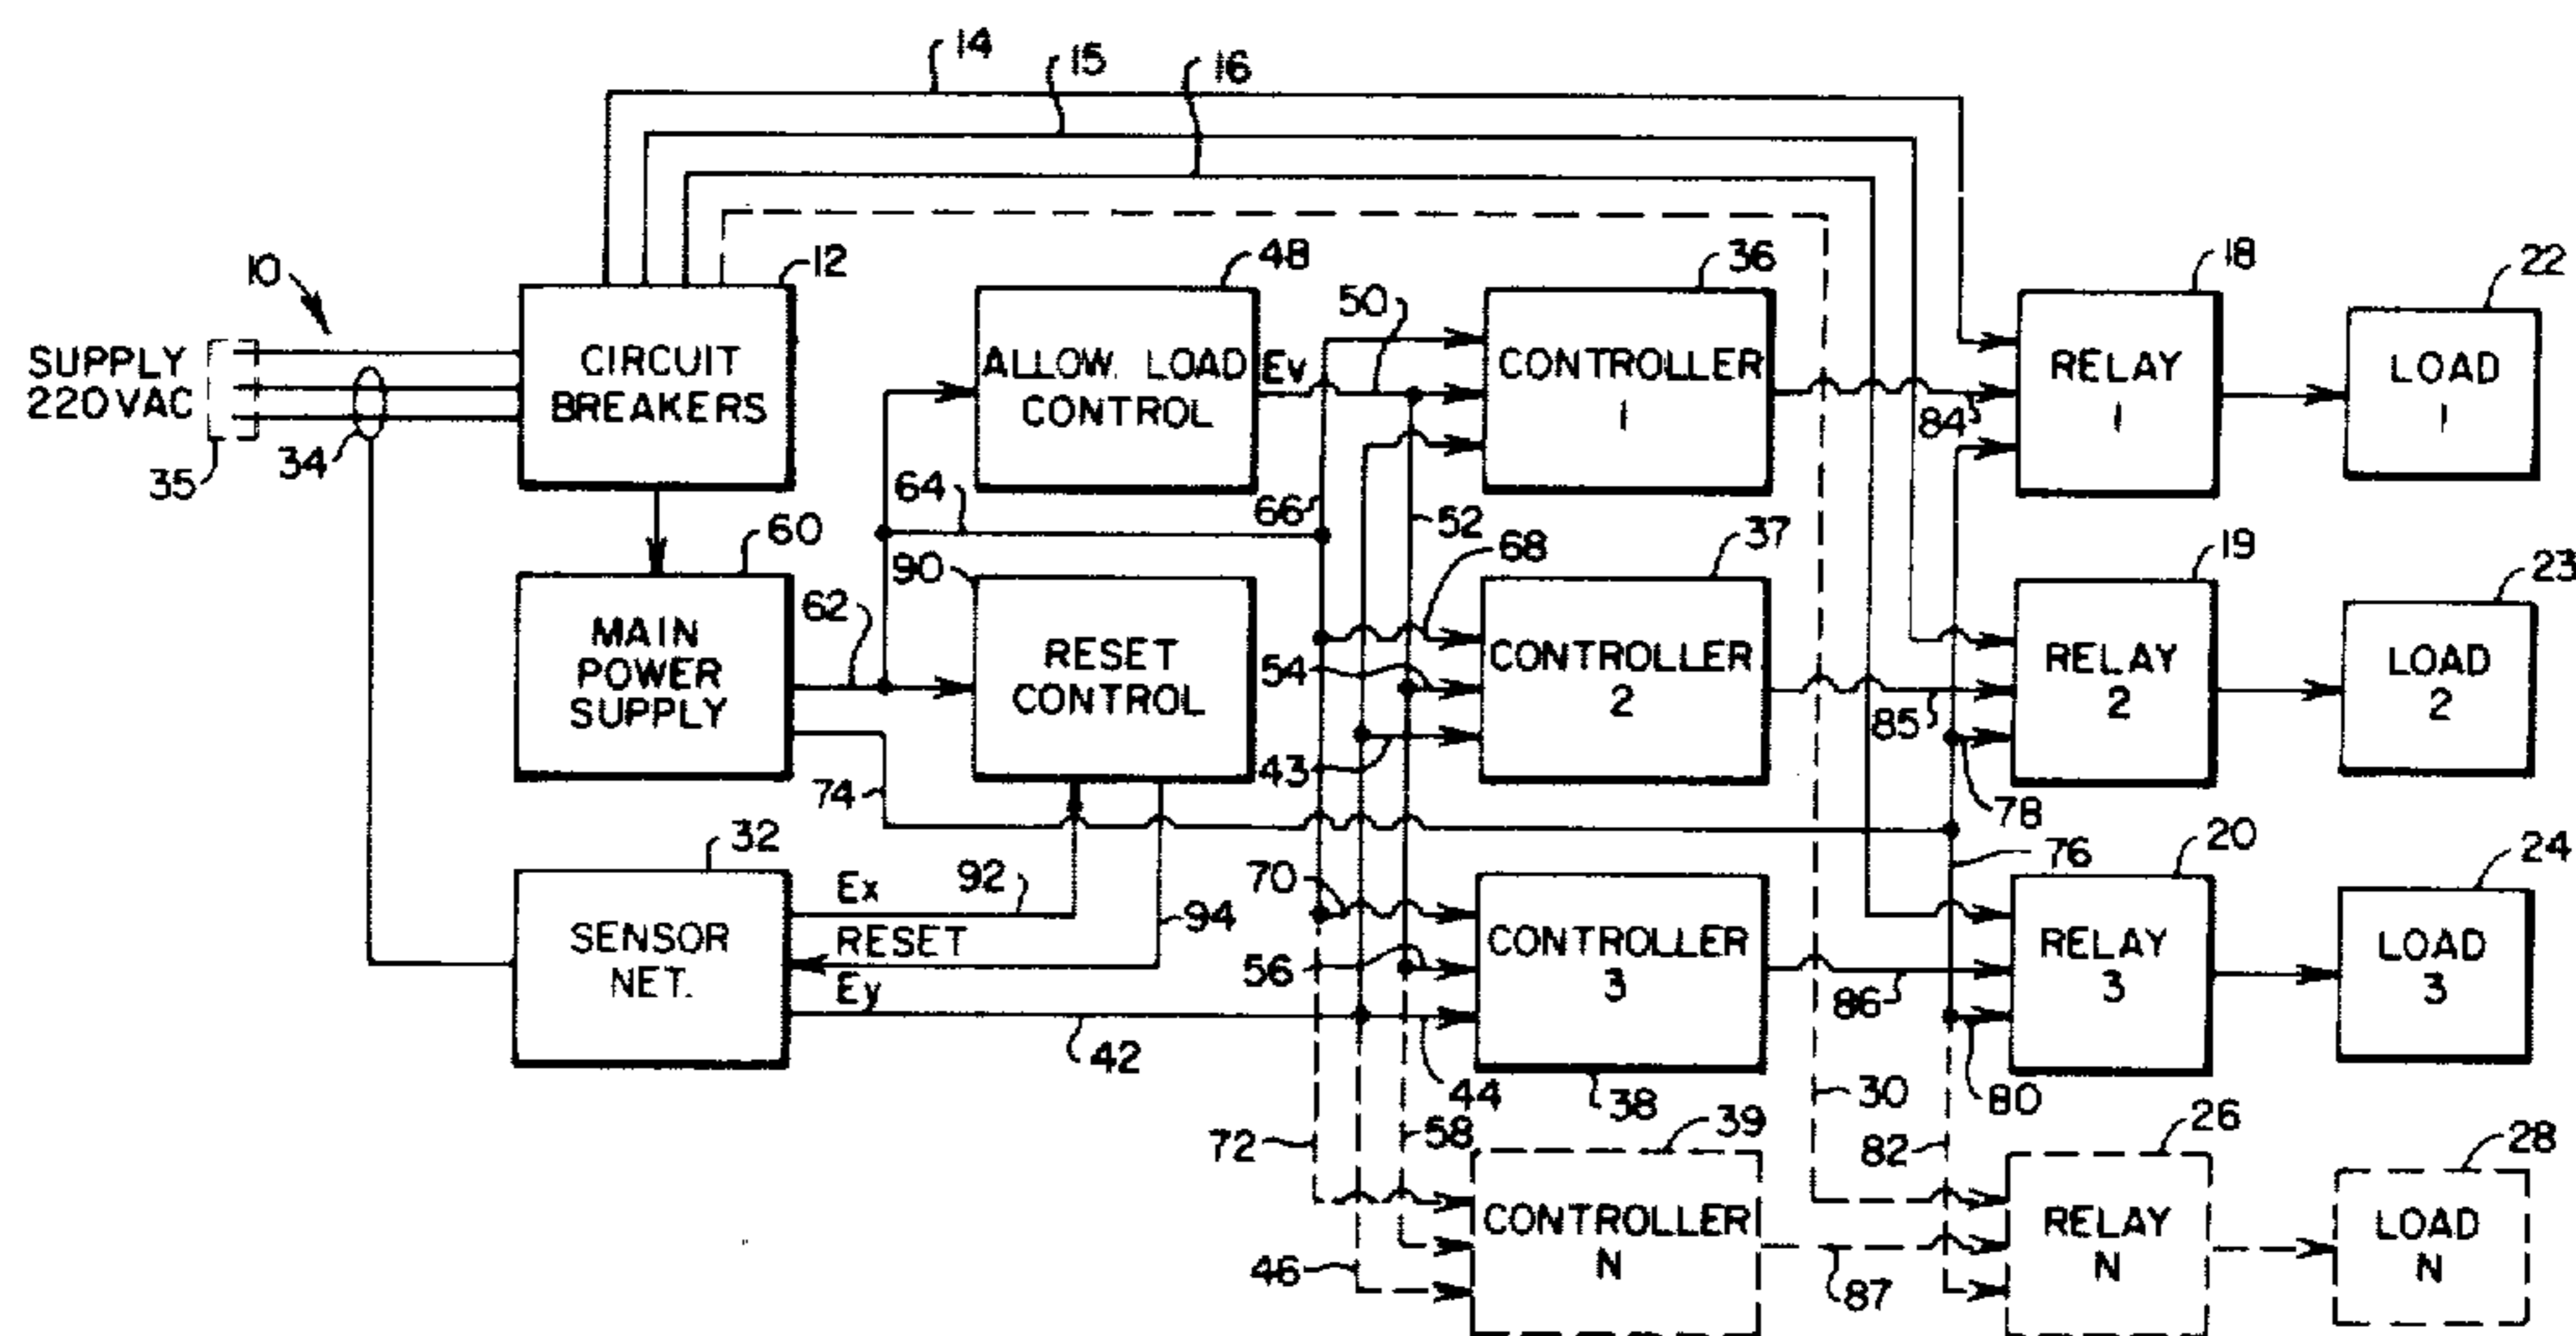 14
15
16
10
12
48
50
36
18
22
SUPPLY
220 VAC
35
34
CIRCUIT
BREAKERS
ALLOW. LOAD
CONTROL
Ev
CONTROLLER
1
84
RELAY
1
LOAD
1
64
66
52
60
90
62
68
37
19
23
MAIN
POWER
SUPPLY
RESET
CONTROL
54
43
CONTROLLER
2
85
RELAY
2
78
LOAD
2
74
32
Ex
92
RESET
94
Ey
42
SENSOR
NET.
70
56
44
CONTROLLER
3
38
86
76
20
RELAY
3
80
24
LOAD
3
30
72
58
39
82
26
28
46
CONTROLLER
N
87
RELAY
N
LOAD
N